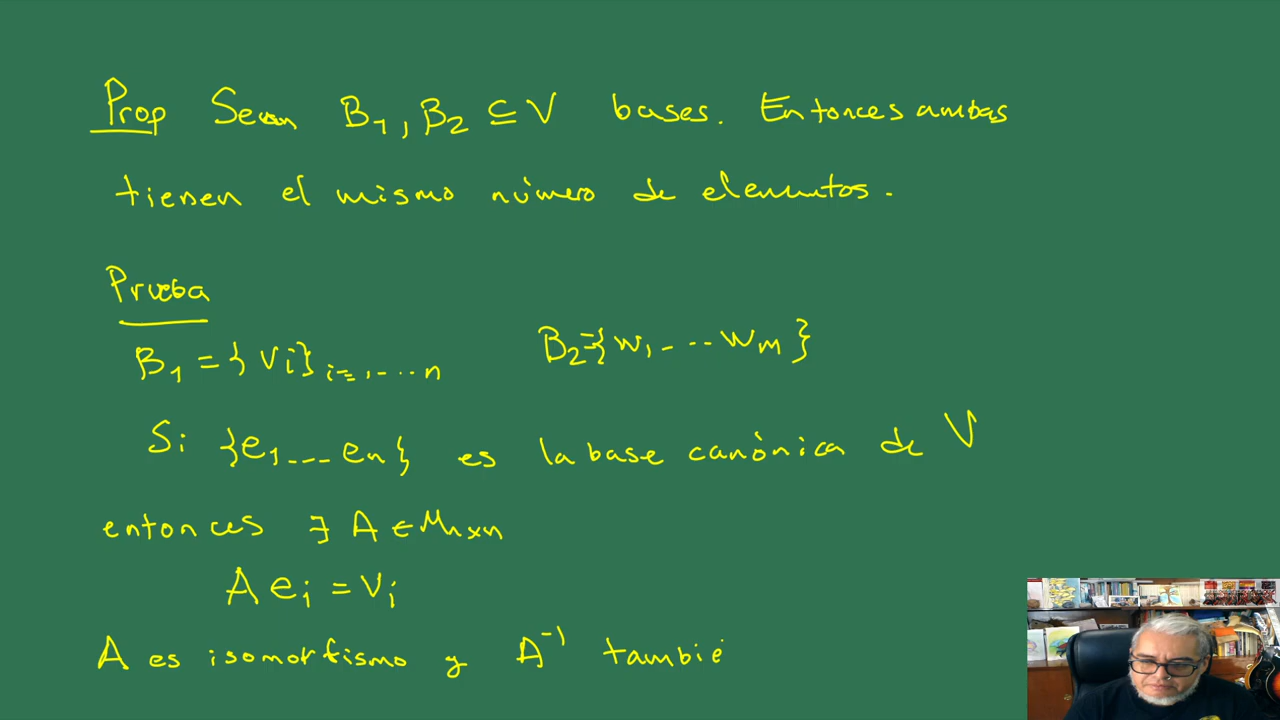 Prop Sean B₁, B₂ ⊆ V bases. Entonces ambas
tienen el mismo número de elementos.
Prueba
B₁ = {vi}i=1,...n B₂={w₁...wm}
Si {e₁...en} es la base canónica de V
entonces ∃ A ∈ Mnxn
A ei = vi
A es isomorfismo y A⁻¹ tambié